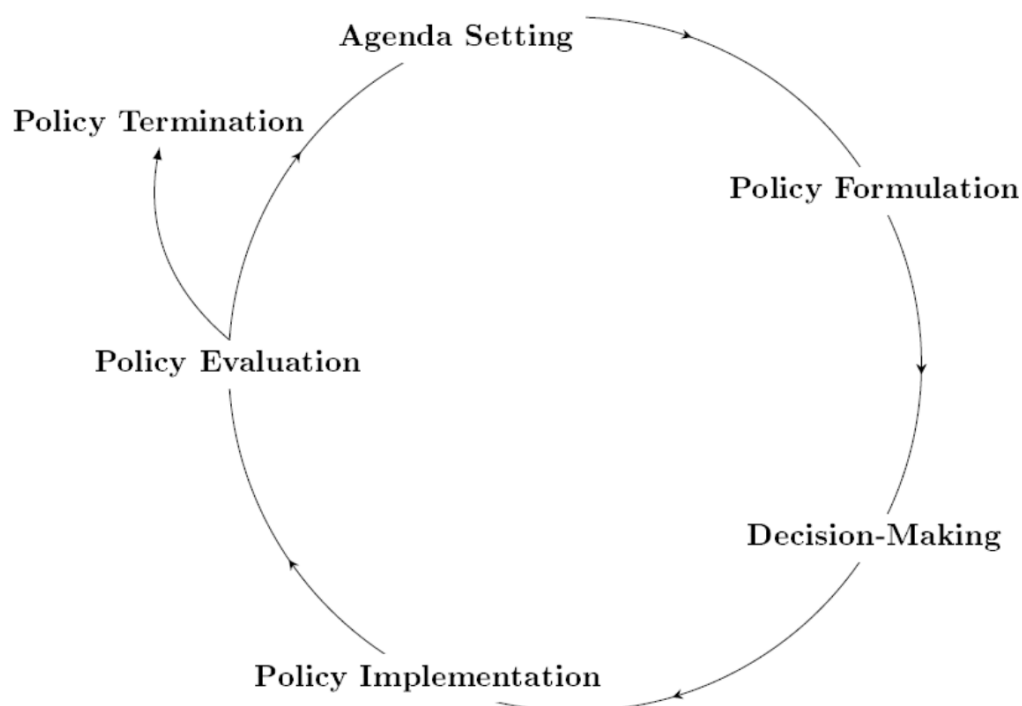 Agenda Setting
Policy Termination
Policy Formulation
Policy Evaluation
Decision-Making
Policy Implementation